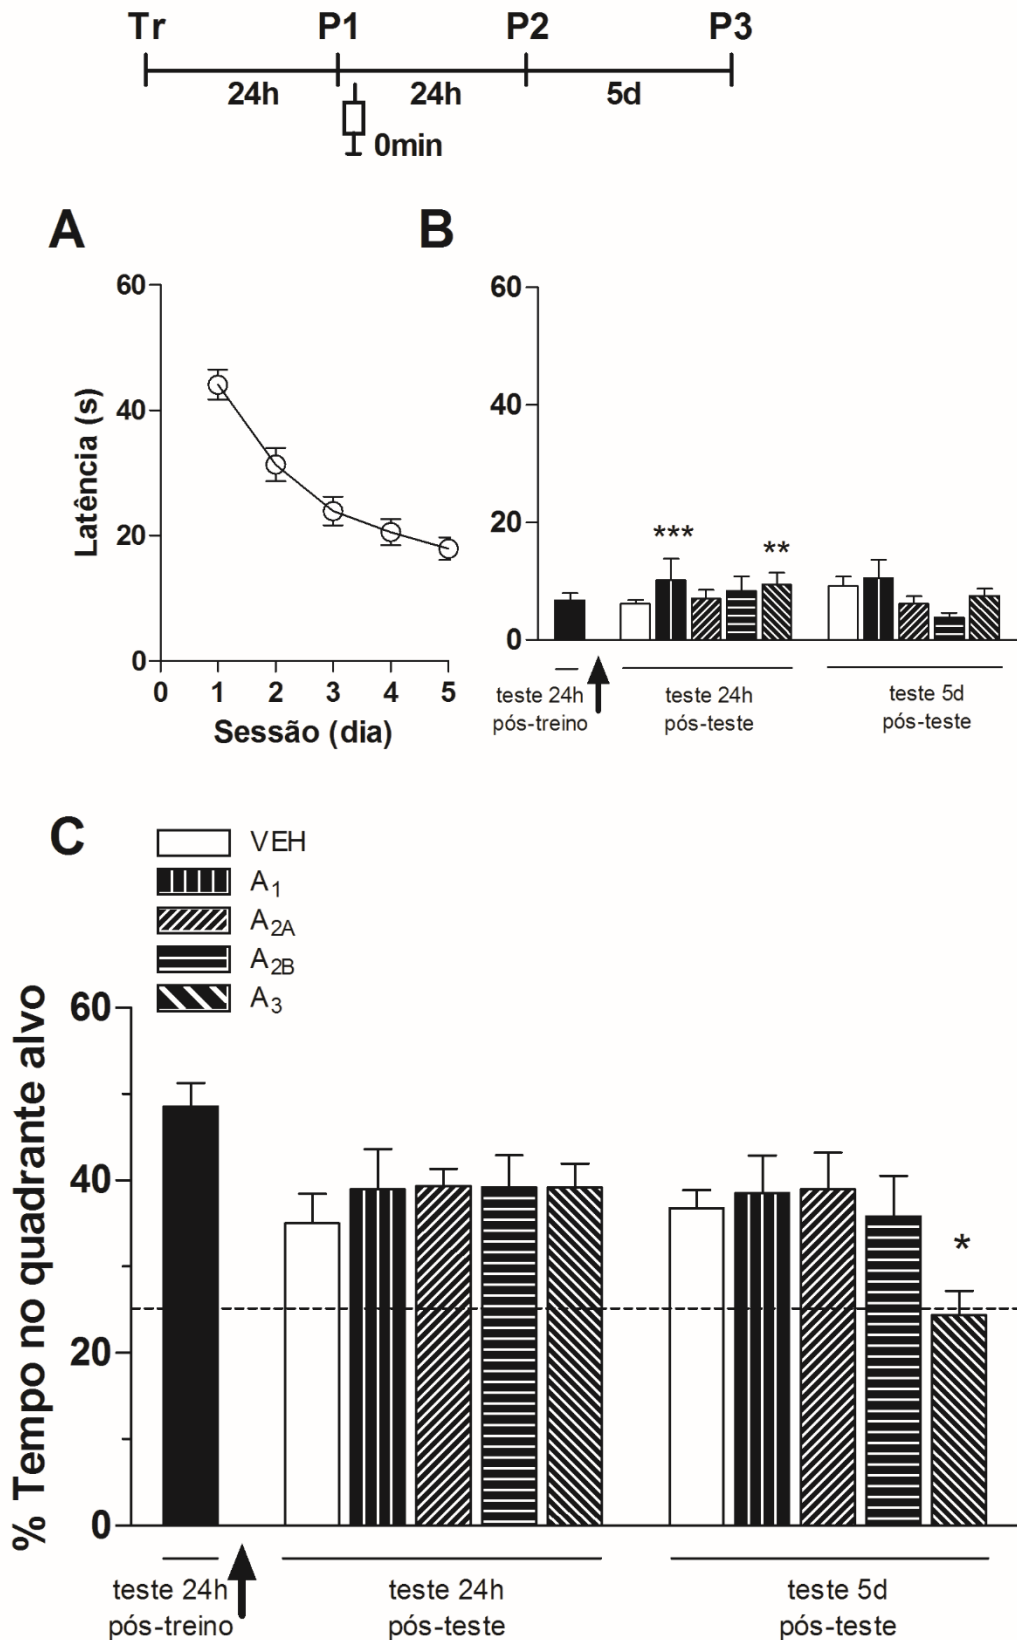 Tr P1 P2 P3
24h 24h 5d
0min
A B
60
40
20
0
Latência (s)
0 1 2 3 4 5
Sessão (dia)
60
40
20
0
*** **
teste 24h teste 24h teste 5d
pós-treino pós-teste pós-teste
C
VEH
A1
A2A
A2B
A3
% Tempo no quadrante alvo
60
40
20
0
*
teste 24h teste 24h teste 5d
pós-treino pós-teste pós-teste